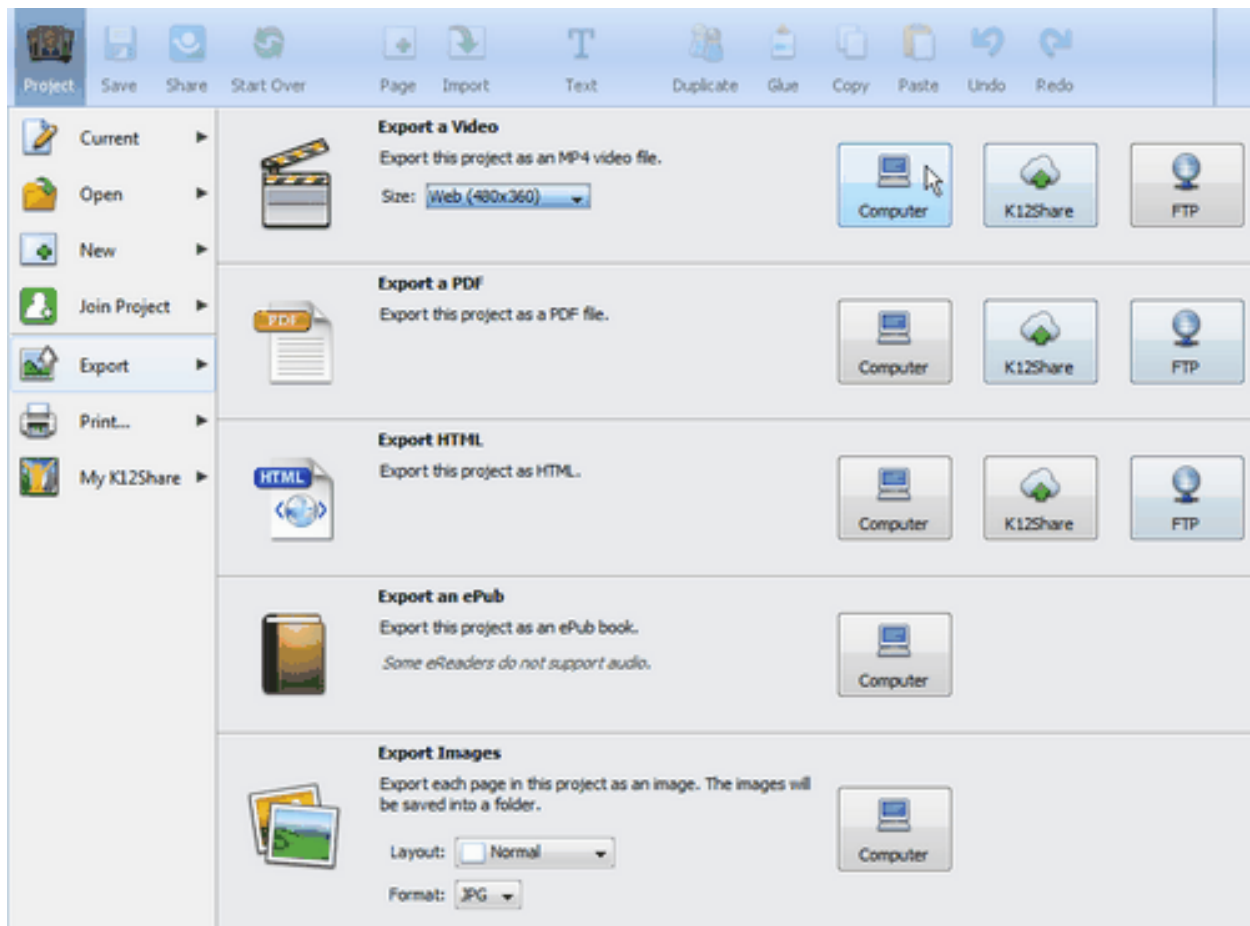 Project Save Share Start Over Page Import Text Duplicate Glue Copy Paste Undo Redo
Current
Open
New
Join Project
Export
Print...
My K12Share
Export a Video
Export this project as an MP4 video file.
Size: Web (480x360)
Computer K12Share FTP
PDF
Export a PDF
Export this project as a PDF file.
Computer K12Share FTP
HTML
Export HTML
Export this project as HTML.
Computer K12Share FTP
Export an ePub
Export this project as an ePub book.
Some eReaders do not support audio.
Computer
Export Images
Export each page in this project as an image. The images will
be saved into a folder.
Layout: Normal
Format: JPG
Computer